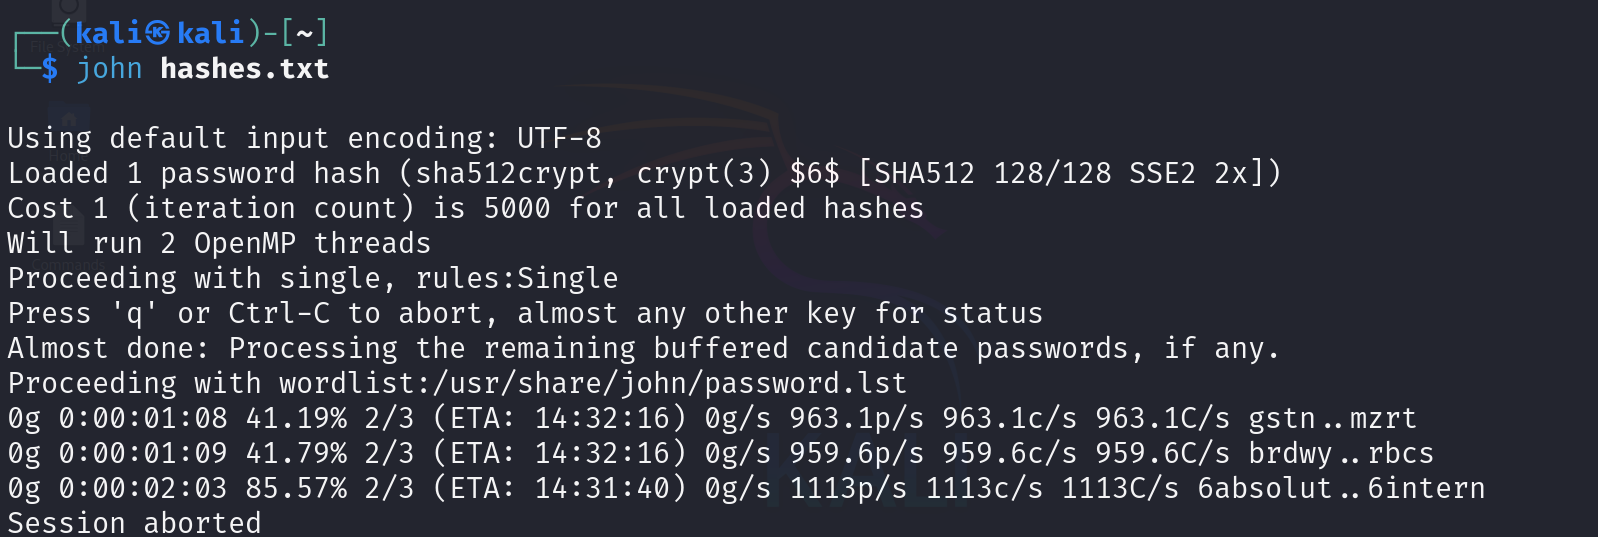 ┌──(kali㉿kali)-[~]
└─$ john hashes.txt
Using default input encoding: UTF-8
Loaded 1 password hash (sha512crypt, crypt(3) $6$ [SHA512 128/128 SSE2 2x])
Cost 1 (iteration count) is 5000 for all loaded hashes
Will run 2 OpenMP threads
Proceeding with single, rules:Single
Press 'q' or Ctrl-C to abort, almost any other key for status
Almost done: Processing the remaining buffered candidate passwords, if any.
Proceeding with wordlist:/usr/share/john/password.lst
0g 0:00:01:08 41.19% 2/3 (ETA: 14:32:16) 0g/s 963.1p/s 963.1c/s 963.1C/s gstn..mzrt
0g 0:00:01:09 41.79% 2/3 (ETA: 14:32:16) 0g/s 959.6p/s 959.6c/s 959.6C/s brdwy..rbcs
0g 0:00:02:03 85.57% 2/3 (ETA: 14:31:40) 0g/s 1113p/s 1113c/s 1113C/s 6absolut..6intern
Session aborted